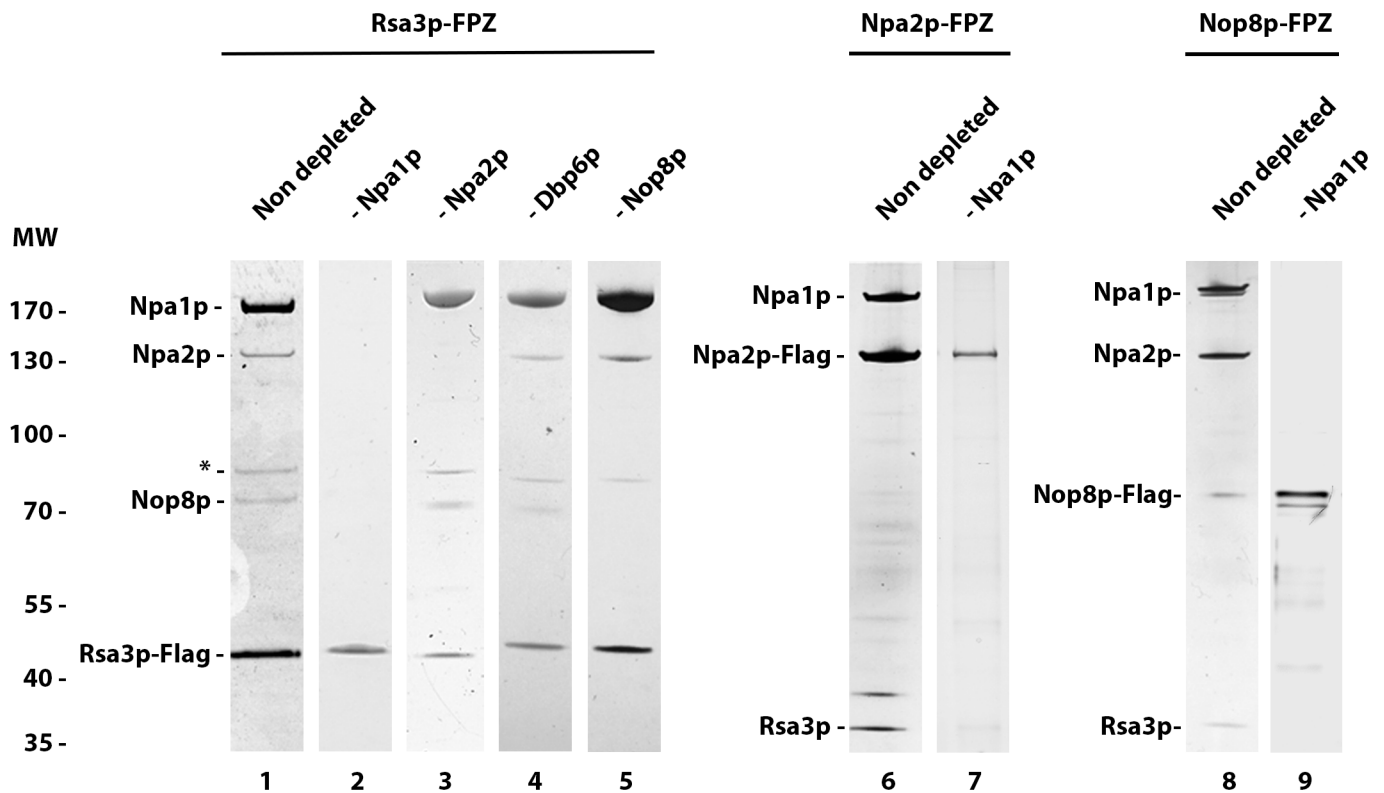 Rsa3p-FPZ
Npa2p-FPZ
Nop8p-FPZ
Non depleted
- Npa1p
- Npa2p
- Dbp6p
- Nop8p
Non depleted
- Npa1p
Non depleted
- Npa1p
MW
170 -
130 -
100 -
70 -
55 -
40 -
35 -
Npa1p -
Npa2p -
* -
Nop8p -
Rsa3p-Flag -
Npa1p -
Npa2p-Flag -
Rsa3p -
Npa1p-
Npa2p-
Nop8p-Flag-
Rsa3p-
1 2 3 4 5 6 7 8 9